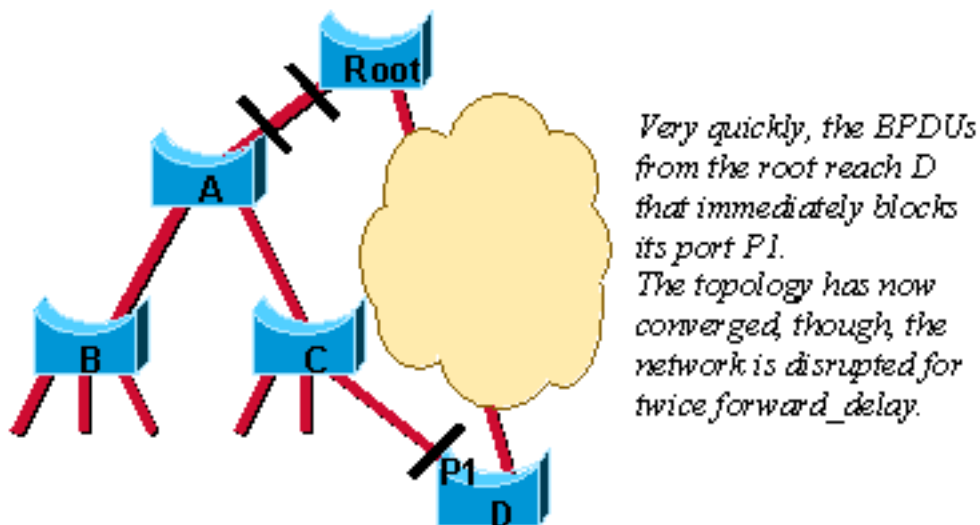 Root
Very quickly, the BPDUs
from the root reach D
that immediately blocks
its port P1.
The topology has now
converged, though, the
network is disrupted for
twice forward_delay.
A
B
C
P1
D